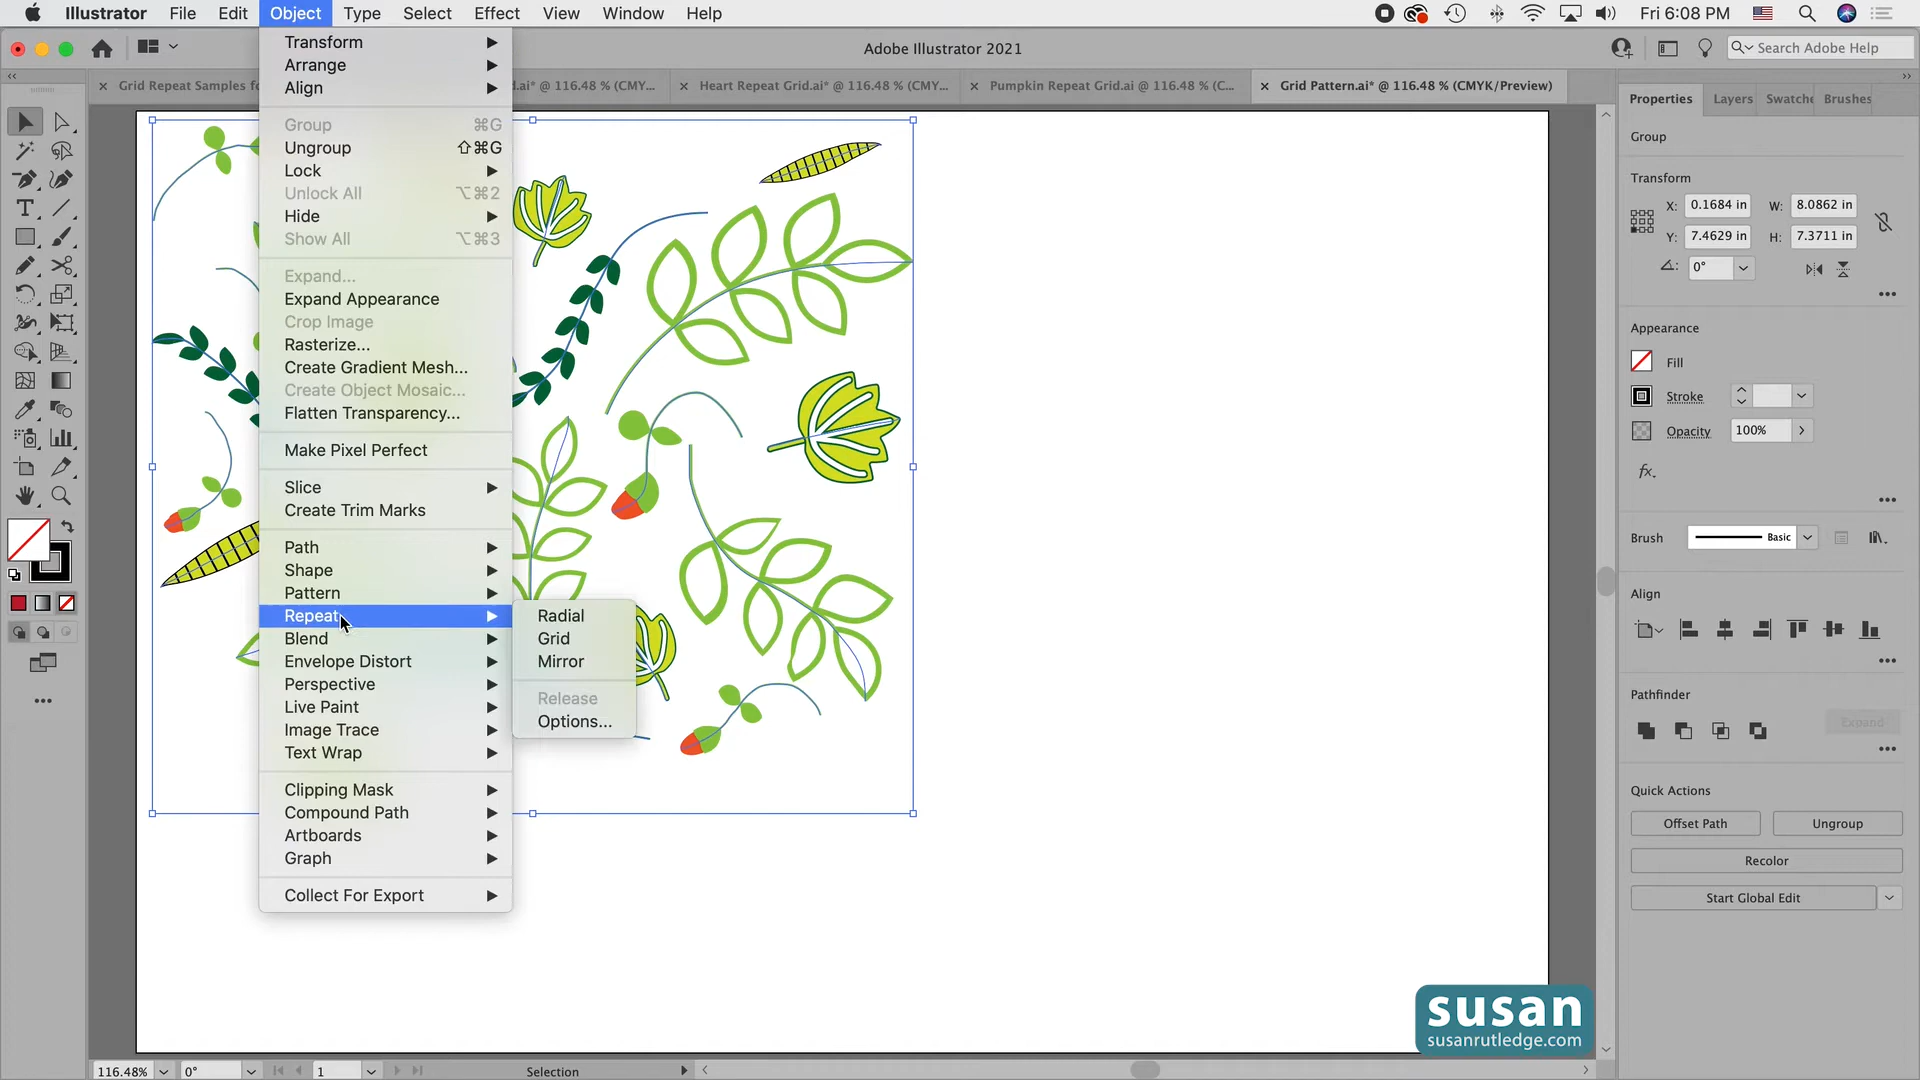 Illustrator File Edit Object Type Select Effect View Window Help Fri 6:08 PM
Adobe Illustrator 2021
Search Adobe Help
Grid Repeat Samples fo
d.ai* @ 116.48 % (CMY...
Heart Repeat Grid.ai* @ 116.48 % (CMY...
Pumpkin Repeat Grid.ai @ 116.48 % (C...
Grid Pattern.ai* @ 116.48 % (CMYK/Preview)
Transform
Arrange
Align
Group ⌘G
Ungroup ⇧⌘G
Lock
Unlock All ⌥⌘2
Hide
Show All ⌥⌘3
Expand...
Expand Appearance
Crop Image
Rasterize...
Create Gradient Mesh...
Create Object Mosaic...
Flatten Transparency...
Make Pixel Perfect
Slice
Create Trim Marks
Path
Shape
Pattern
Repeat
Blend
Envelope Distort
Perspective
Live Paint
Image Trace
Text Wrap
Clipping Mask
Compound Path
Artboards
Graph
Collect For Export
Radial
Grid
Mirror
Release
Options...
Properties Layers Swatche Brushes
Group
Transform
X: 0.1684 in W: 8.0862 in
Y: 7.4629 in H: 7.3711 in
0°
Appearance
Fill
Stroke
Opacity 100%
fx.
Brush Basic
Align
Pathfinder
Expand
Quick Actions
Offset Path Ungroup
Recolor
Start Global Edit
susan
susanrutledge.com
116.48% 0° 1 Selection